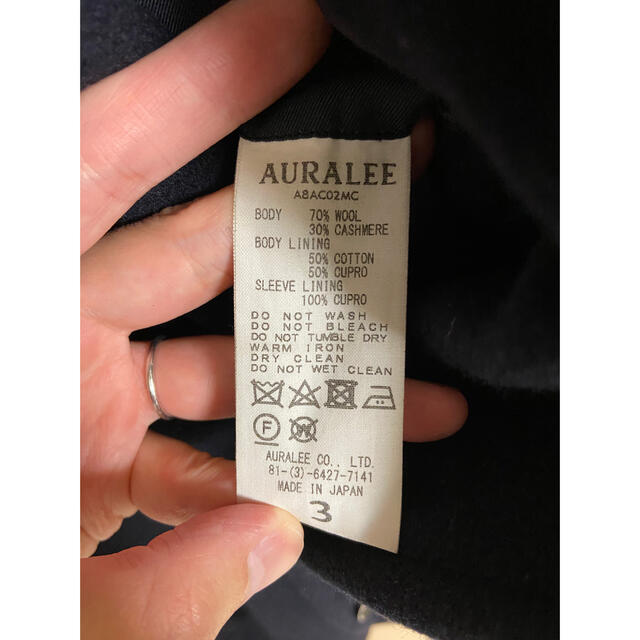 AURALEE
A8AC02MC
BODY 70% WOOL
30% CASHMERE
BODY LINING
50% COTTON
50% CUPRO
SLEEVE LINING
100% CUPRO
DO NOT WASH
DO NOT BLEACH
DO NOT TUMBLE DRY
WARM IRON
DRY CLEAN
DO NOT WET CLEAN
F W
AURALEE CO., LTD.
81-(3)-6427-7141
MADE IN JAPAN
3